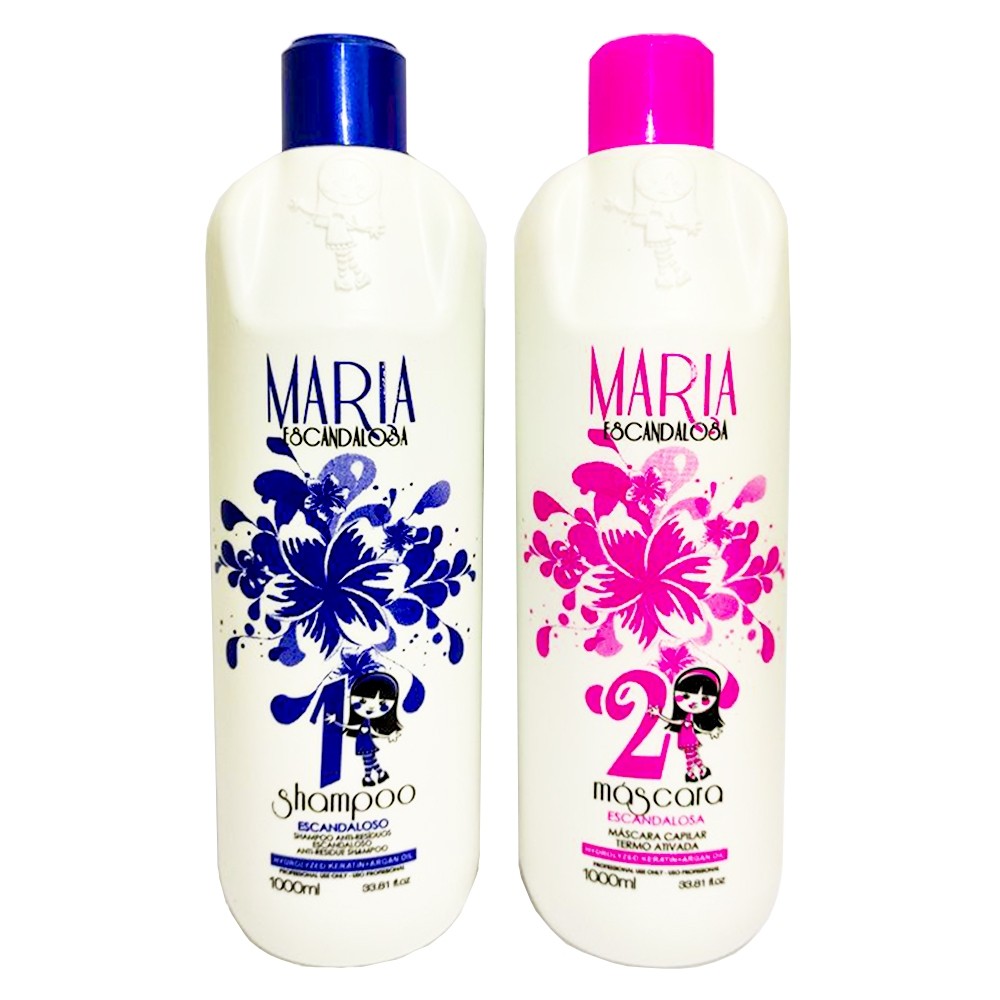 MARIA
ESCANDALOSA
1
shampoo
ESCANDALOSO
SHAMPOO ANTI-RESÍDUOS
ESCANDALOSO
ANTI-RESIDUE SHAMPOO
HYDROLYZED KERATIN+ARGAN OIL
PROFESSIONAL USE ONLY - USO PROFISSIONAL
1000ml 33.81 fl.oz
MARIA
ESCANDALOSA
2
máscara
ESCANDALOSA
MÁSCARA CAPILAR
TERMO ATIVADA
HYDROLYZED KERATIN+ARGAN OIL
PROFESSIONAL USE ONLY - USO PROFISSIONAL
1000ml 33.81 fl.oz